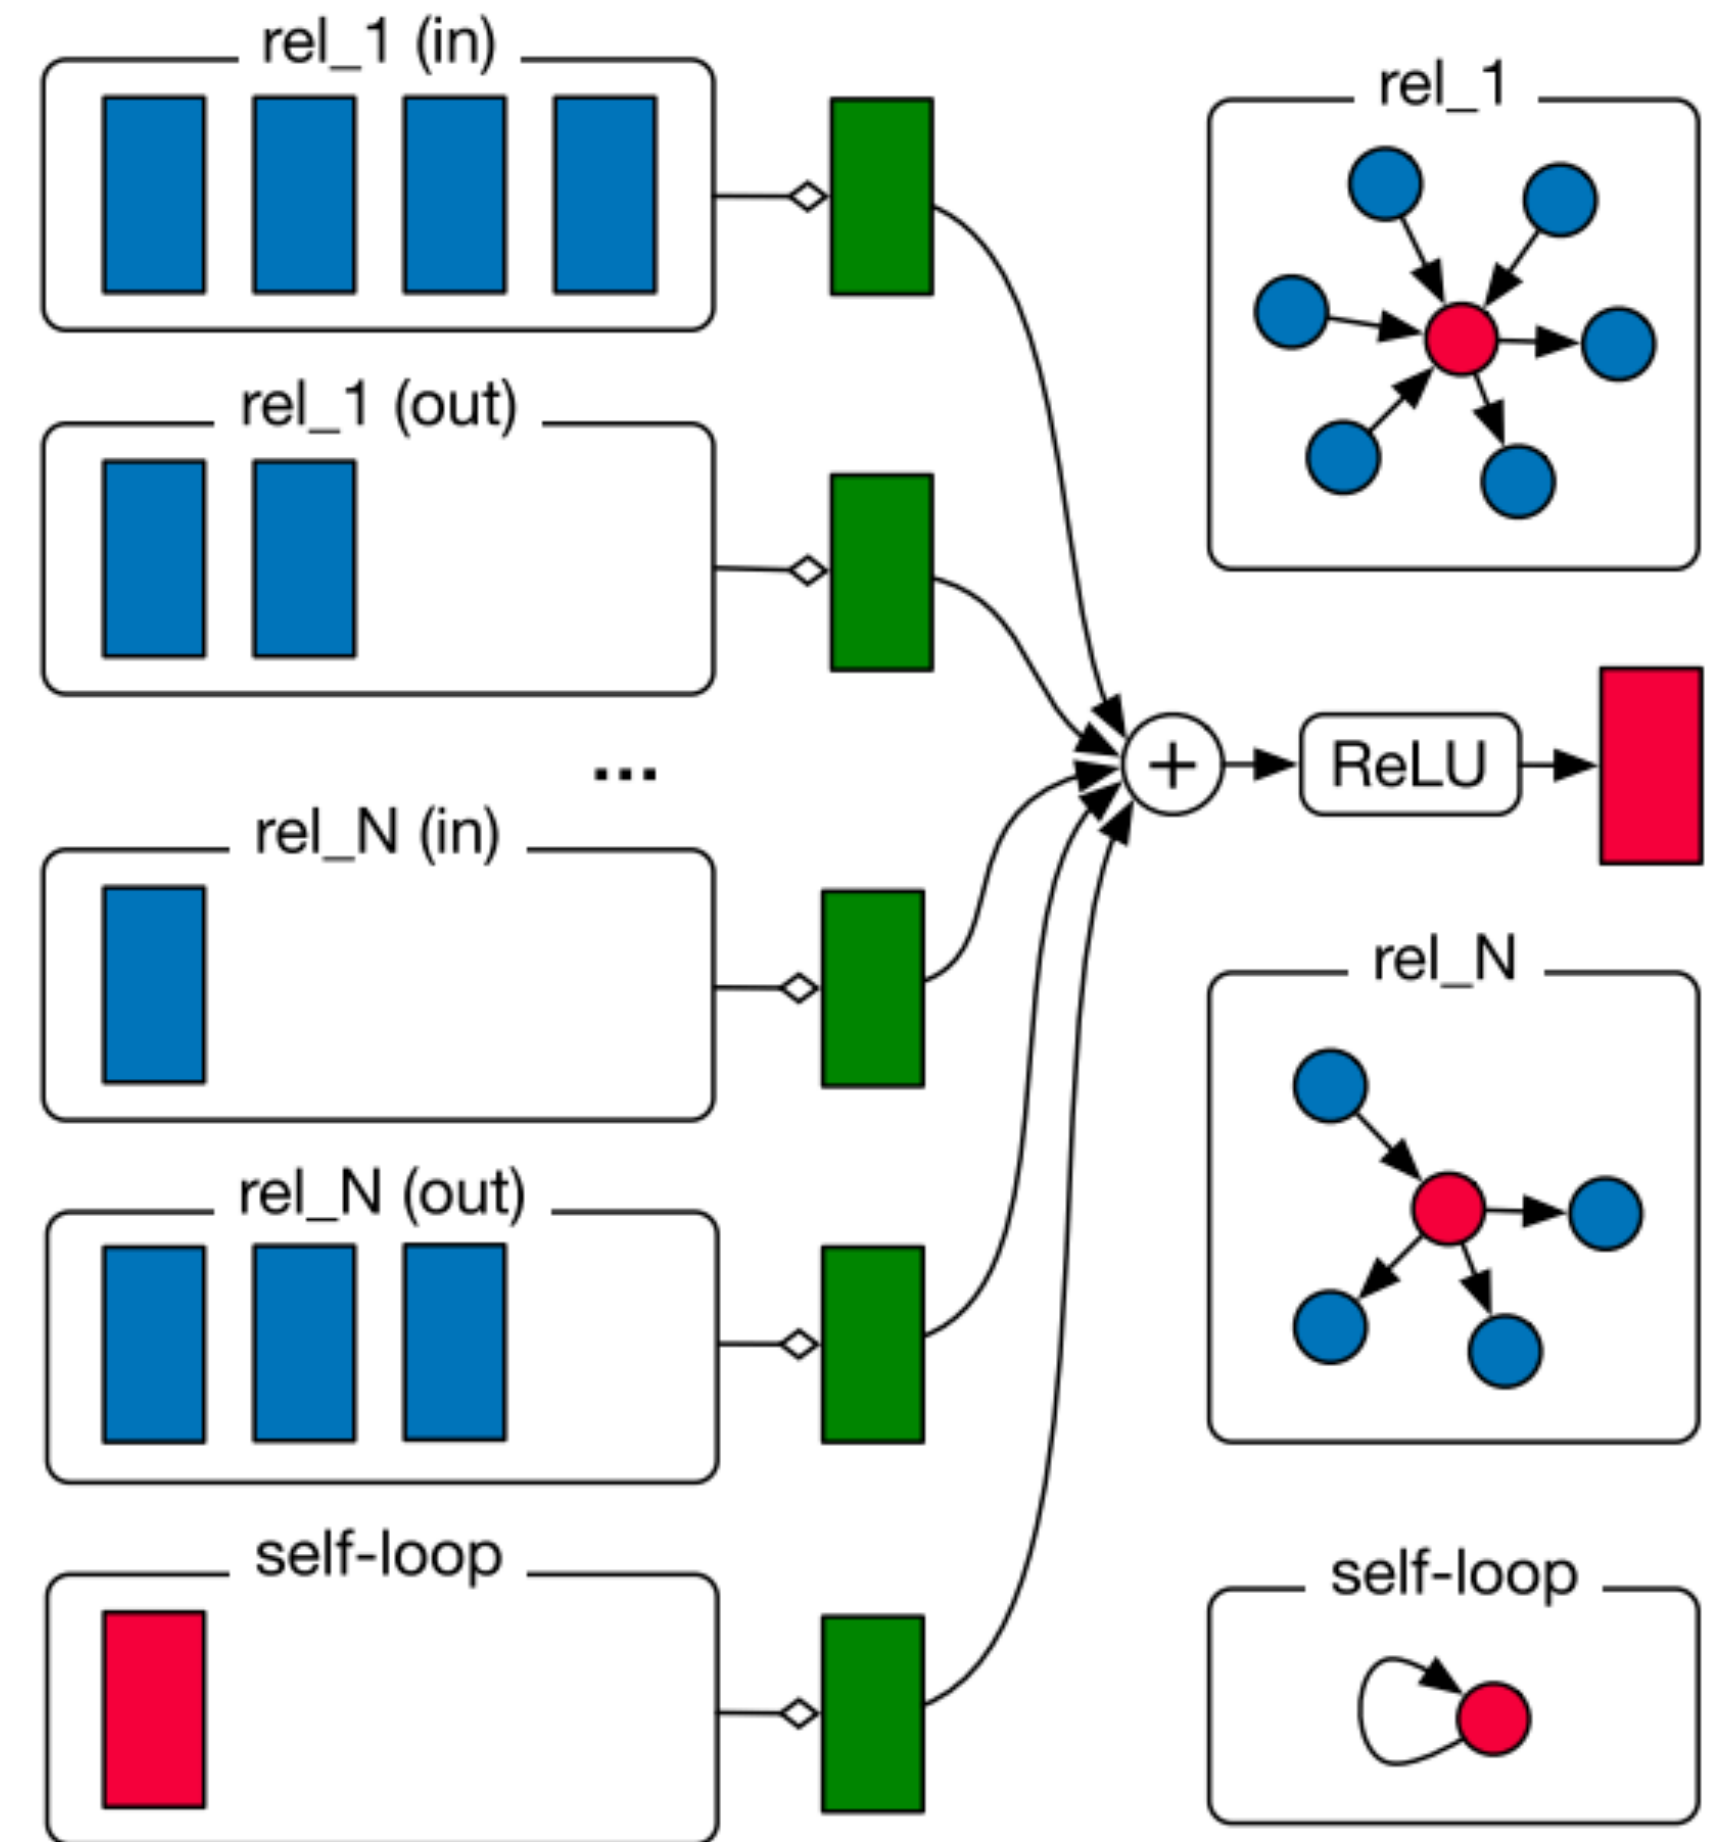 rel_1 (in)
rel_1 (out)
...
rel_N (in)
rel_N (out)
self-loop
+
ReLU
rel_1
rel_N
self-loop